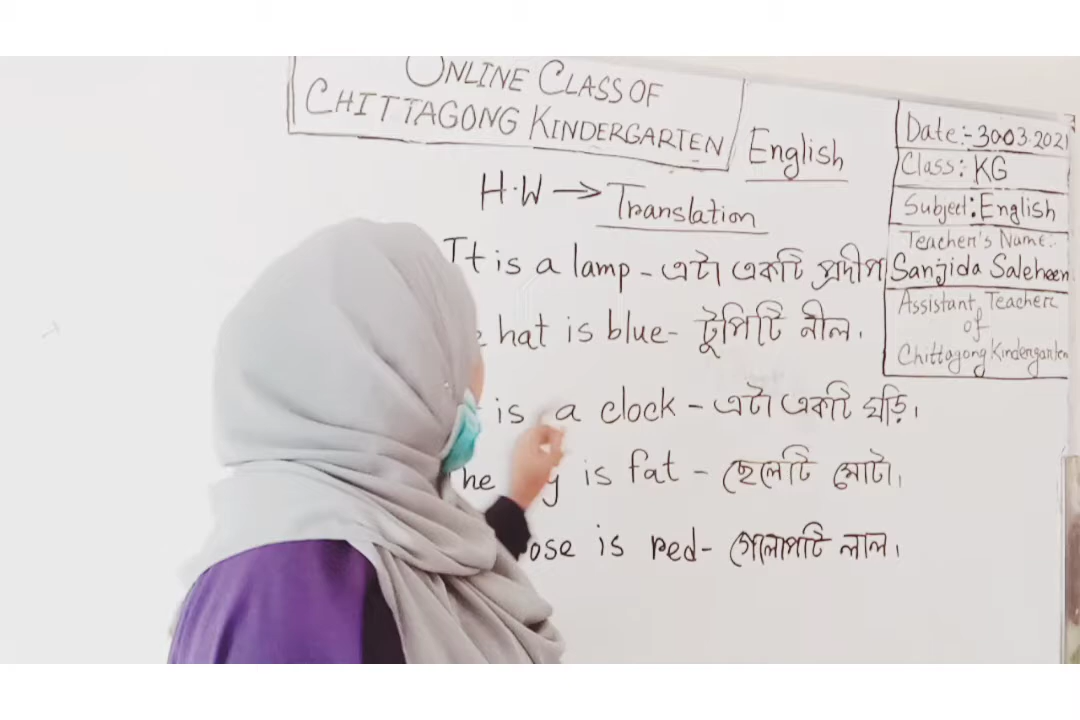 ONLINE CLASS OF
CHITTAGONG KINDERGARTEN
English
H.W → Translation
It is a lamp - এটা একটি প্রদীপ
hat is blue- টুপিটি নীল।
is a clock - এটা একটি ঘড়ি।
he is fat - ছেলেটি মোটা।
ose is red- গোলাপটি লাল।
Date:- 30.03.2021
Class: KG
Subject: English
Teacher's Name:-
Sanjida Saleheen
Assistant Teacher
of
Chittagong Kindergarten